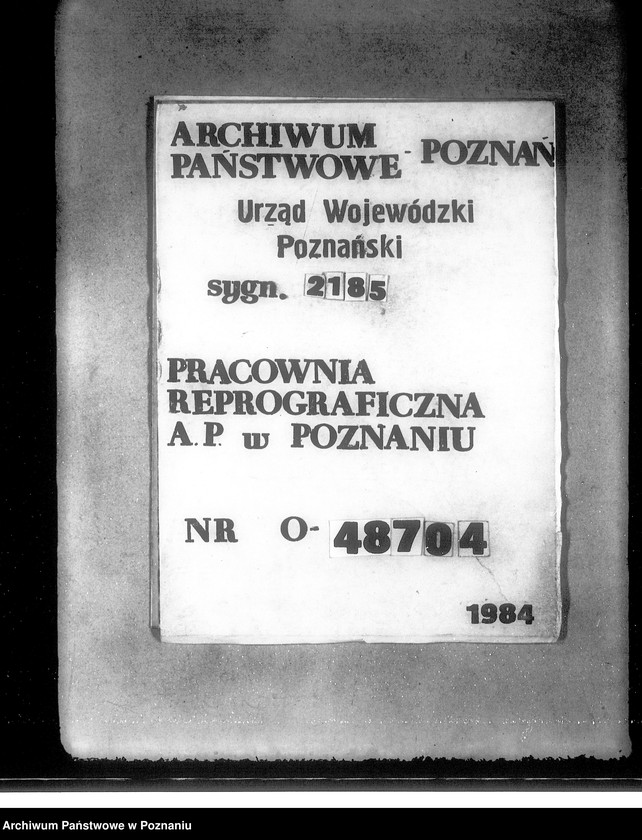 ARCHIWUM
PAŃSTWOWE - POZNAŃ
Urząd Wojewódzki
Poznański
sygn. 2185
PRACOWNIA
REPROGRAFICZNA
A.P. w POZNANIU
NR O-48704
1984
Archiwum Państwowe w Poznaniu